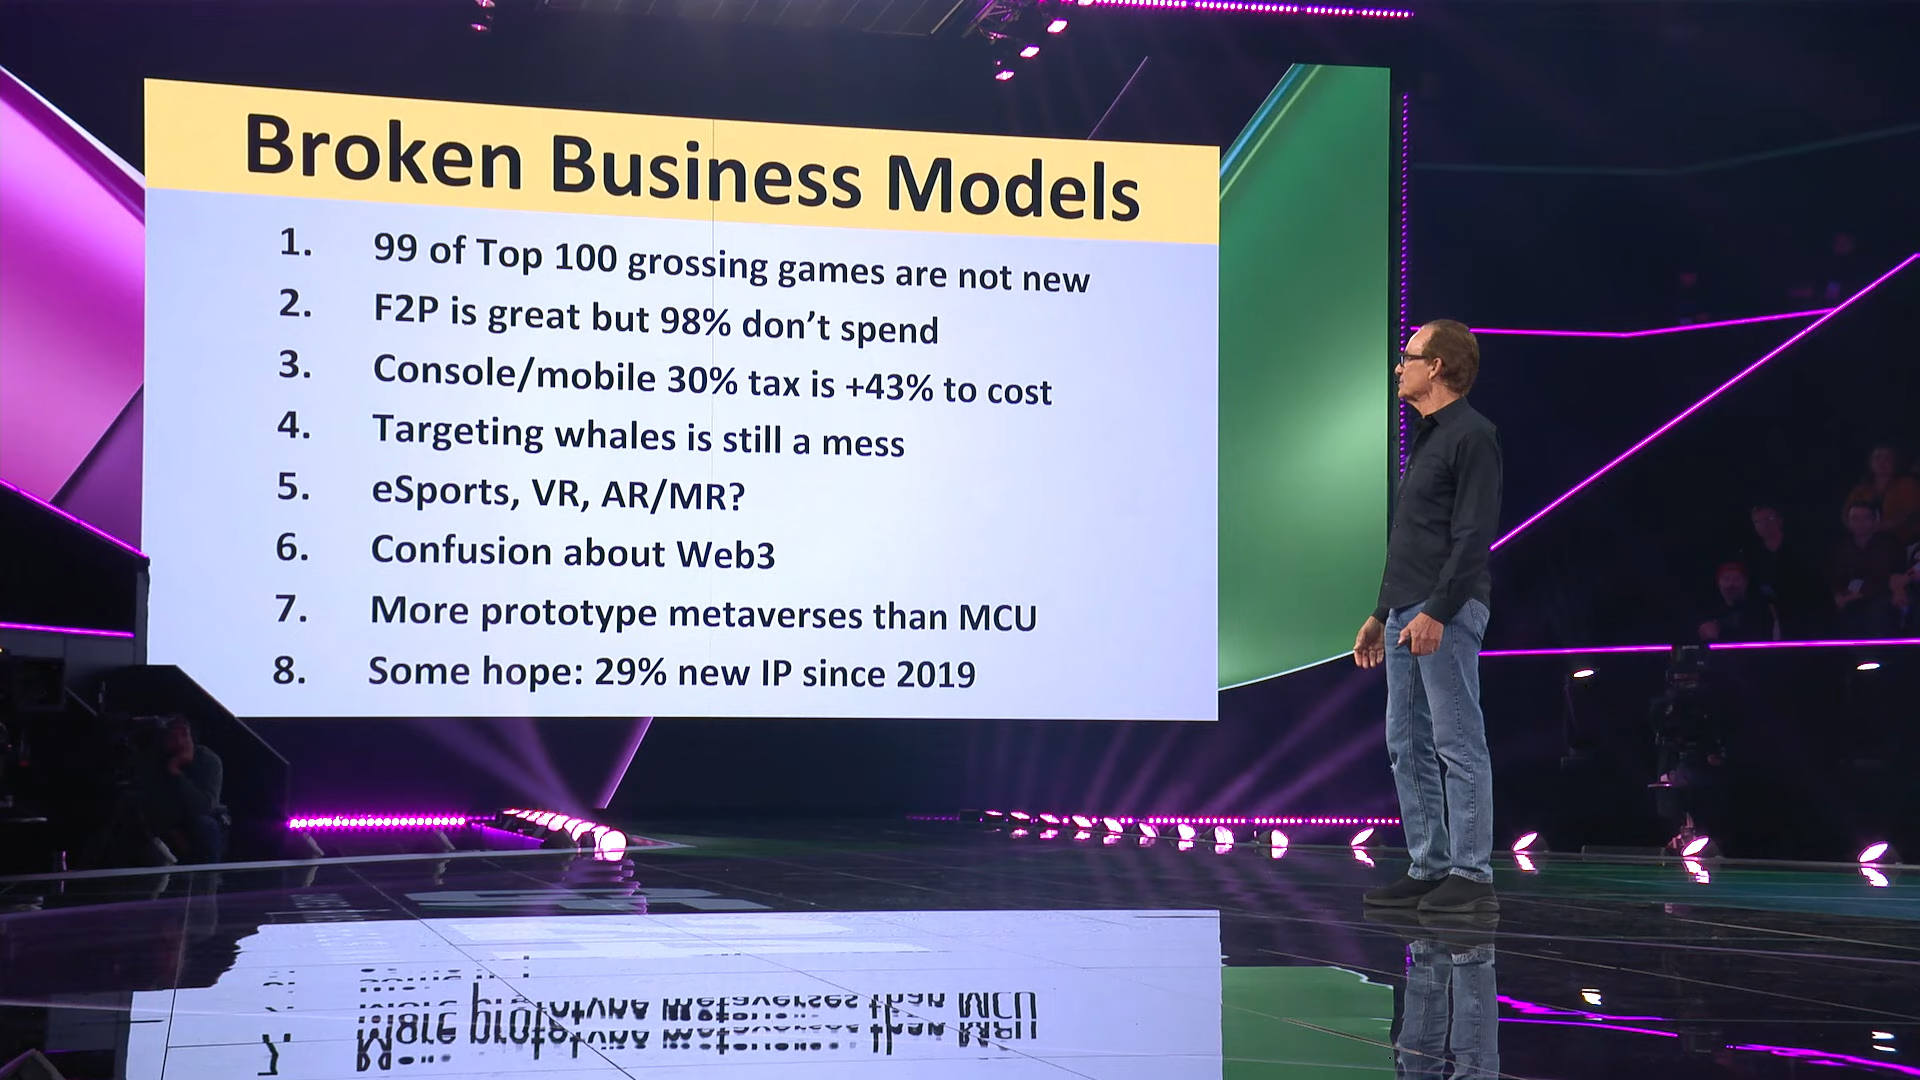 Broken Business Models
1. 99 of Top 100 grossing games are not new
2. F2P is great but 98% don’t spend
3. Console/mobile 30% tax is +43% to cost
4. Targeting whales is still a mess
5. eSports, VR, AR/MR?
6. Confusion about Web3
7. More prototype metaverses than MCU
8. Some hope: 29% new IP since 2019